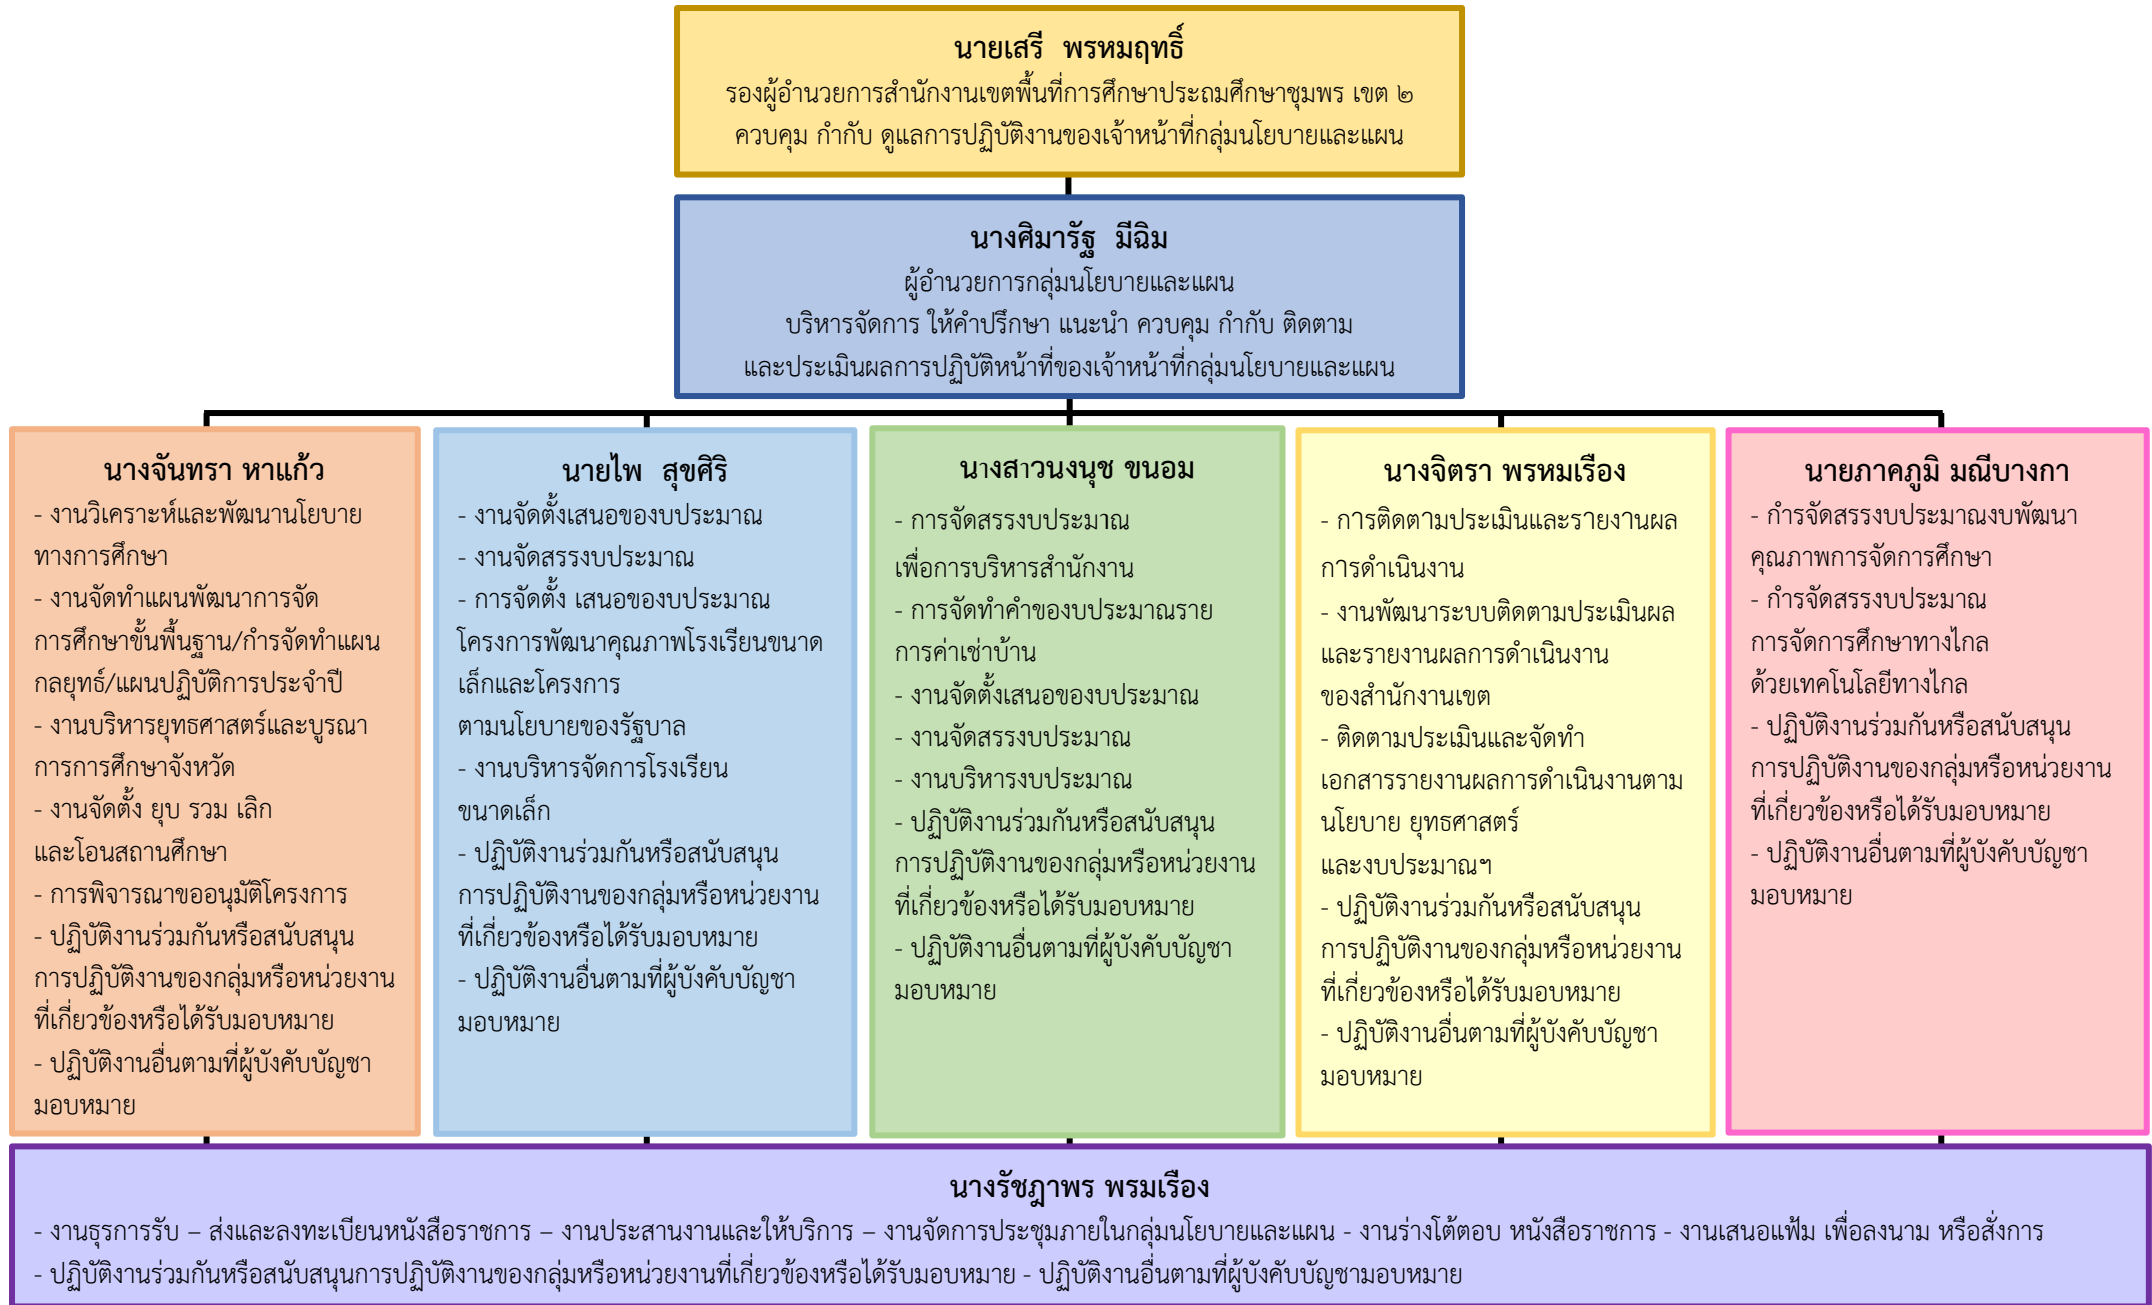 นายเสรี  พรหมฤทธิ์
รองผู้อำนวยการสำนักงานเขตพื้นที่การศึกษาประถมศึกษาชุมพร เขต ๒
ควบคุม กำกับ ดูแลการปฏิบัติงานของเจ้าหน้าที่กลุ่มนโยบายและแผน
นางศิมารัฐ  มีฉิม
ผู้อำนวยการกลุ่มนโยบายและแผน
บริหารจัดการ ให้คำปรึกษา แนะนำ ควบคุม กำกับ ติดตาม
และประเมินผลการปฏิบัติหน้าที่ของเจ้าหน้าที่กลุ่มนโยบายและแผน
นางจันทรา หาแก้ว
- งานวิเคราะห์และพัฒนานโยบาย
ทางการศึกษา
- งานจัดทำแผนพัฒนาการจัด
การศึกษาขั้นพื้นฐาน/กำรจัดทำแผน
กลยุทธ์/แผนปฏิบัติการประจำปี
- งานบริหารยุทธศาสตร์และบูรณา
การการศึกษาจังหวัด
- งานจัดตั้ง ยุบ รวม เลิก
และโอนสถานศึกษา
- การพิจารณาขออนุมัติโครงการ
- ปฏิบัติงานร่วมกันหรือสนับสนุน
การปฏิบัติงานของกลุ่มหรือหน่วยงาน
ที่เกี่ยวข้องหรือได้รับมอบหมาย
- ปฏิบัติงานอื่นตามที่ผู้บังคับบัญชา
มอบหมาย
นายไพ  สุขศิริ
- งานจัดตั้งเสนอของบประมาณ
- งานจัดสรรงบประมาณ
- การจัดตั้ง เสนอของบประมาณ
โครงการพัฒนาคุณภาพโรงเรียนขนาด
เล็กและโครงการ
ตามนโยบายของรัฐบาล
- งานบริหารจัดการโรงเรียน
ขนาดเล็ก
- ปฏิบัติงานร่วมกันหรือสนับสนุน
การปฏิบัติงานของกลุ่มหรือหน่วยงาน
ที่เกี่ยวข้องหรือได้รับมอบหมาย
- ปฏิบัติงานอื่นตามที่ผู้บังคับบัญชา
มอบหมาย
นางสาวนงนุช ขนอม
- การจัดสรรงบประมาณ
เพื่อการบริหารสำนักงาน
- การจัดทำคำของบประมาณราย
การค่าเช่าบ้าน
- งานจัดตั้งเสนอของบประมาณ
- งานจัดสรรงบประมาณ
- งานบริหารงบประมาณ
- ปฏิบัติงานร่วมกันหรือสนับสนุน
การปฏิบัติงานของกลุ่มหรือหน่วยงาน
ที่เกี่ยวข้องหรือได้รับมอบหมาย
- ปฏิบัติงานอื่นตามที่ผู้บังคับบัญชา
มอบหมาย
นางจิตรา พรหมเรือง
- การติดตามประเมินและรายงานผล
การดำเนินงาน
- งานพัฒนาระบบติดตามประเมินผล
และรายงานผลการดำเนินงาน
ของสำนักงานเขต
- ติดตามประเมินและจัดทำ
เอกสารรายงานผลการดำเนินงานตาม
นโยบาย ยุทธศาสตร์
และงบประมาณฯ
- ปฏิบัติงานร่วมกันหรือสนับสนุน
การปฏิบัติงานของกลุ่มหรือหน่วยงาน
ที่เกี่ยวข้องหรือได้รับมอบหมาย
- ปฏิบัติงานอื่นตามที่ผู้บังคับบัญชา
มอบหมาย
นายภาคภูมิ มณีบางกา
- กำรจัดสรรงบประมาณงบพัฒนา
คุณภาพการจัดการศึกษา
- กำรจัดสรรงบประมาณ
การจัดการศึกษาทางไกล
ด้วยเทคโนโลยีทางไกล
- ปฏิบัติงานร่วมกันหรือสนับสนุน
การปฏิบัติงานของกลุ่มหรือหน่วยงาน
ที่เกี่ยวข้องหรือได้รับมอบหมาย
- ปฏิบัติงานอื่นตามที่ผู้บังคับบัญชา
มอบหมาย
นางรัชฎาพร พรมเรือง
- งานธุรการรับ – ส่งและลงทะเบียนหนังสือราชการ – งานประสานงานและให้บริการ – งานจัดการประชุมภายในกลุ่มนโยบายและแผน - งานร่างโต้ตอบ หนังสือราชการ - งานเสนอแฟ้ม เพื่อลงนาม หรือสั่งการ
- ปฏิบัติงานร่วมกันหรือสนับสนุนการปฏิบัติงานของกลุ่มหรือหน่วยงานที่เกี่ยวข้องหรือได้รับมอบหมาย - ปฏิบัติงานอื่นตามที่ผู้บังคับบัญชามอบหมาย